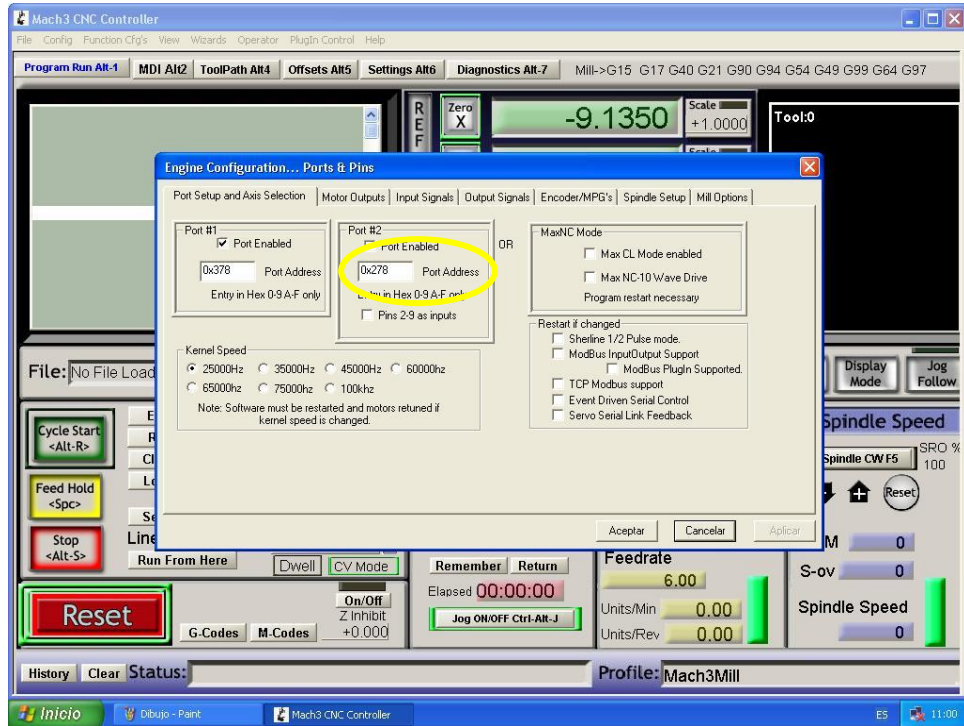 Mach3 CNC Controller
File Config Function Cfg's View Wizards Operator PlugIn Control Help
Program Run Alt-1 MDI Alt2 ToolPath Alt4 Offsets Alt5 Settings Alt6 Diagnostics Alt-7 Mill->G15 G17 G40 G21 G90 G94 G54 G49 G99 G64 G97
REF
Zero X
-9.1350
Scale
+1.0000
Tool:0
Engine Configuration... Ports & Pins
Port Setup and Axis Selection Motor Outputs Input Signals Output Signals Encoder/MPG's Spindle Setup Mill Options
Port #1
Port Enabled
0x378 Port Address
Entry in Hex 0-9 A-F only
Port #2
Port Enabled
0x278 Port Address
Entry in Hex 0-9 A-F only
Pins 2-9 as inputs
OR
MaxNC Mode
Max CL Mode enabled
Max NC-10 Wave Drive
Program restart necessary
Kernel Speed
25000Hz 35000Hz 45000Hz 60000hz
65000hz 75000hz 100khz
Note: Software must be restarted and motors retuned if
kernel speed is changed.
Restart if changed
Sherline 1/2 Pulse mode.
ModBus InputOutput Support
ModBus PlugIn Supported.
TCP Modbus support
Event Driven Serial Control
Servo Serial Link Feedback
Aceptar Cancelar Aplicar
File: No File Load
Display Mode
Jog Follow
Cycle Start
<Alt-R>
Feed Hold
<Spc>
Stop
<Alt-S>
Line
Run From Here
Dwell CV Mode
Reset
G-Codes M-Codes
On/Off
Z Inhibit
+0.000
Remember Return
Elapsed 00:00:00
Jog ON/OFF Ctrl-Alt-J
Feedrate
6.00
Units/Min 0.00
Units/Rev 0.00
Spindle Speed
Spindle CW F5
SRO %
100
Reset
M 0
S-ov 0
Spindle Speed
0
History Clear Status:
Profile: Mach3Mill
Inicio Dibujo - Paint Mach3 CNC Controller ES 11:00